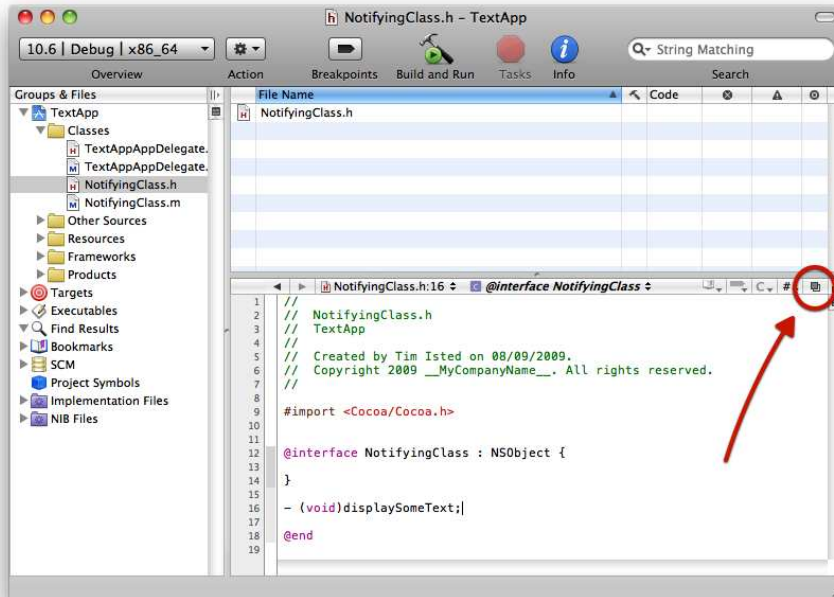 NotifyingClass.h – TextApp
10.6 | Debug | x86_64
String Matching
Overview
Action
Breakpoints
Build and Run
Tasks
Info
Search
Groups & Files
TextApp
Classes
TextAppAppDelegate.
TextAppAppDelegate.
NotifyingClass.h
NotifyingClass.m
Other Sources
Resources
Frameworks
Products
Targets
Executables
Find Results
Bookmarks
SCM
Project Symbols
Implementation Files
NIB Files
File Name
Code
NotifyingClass.h
NotifyingClass.h:16
@interface NotifyingClass
C
#
1 //
2 // NotifyingClass.h
3 // TextApp
4 //
5 // Created by Tim Isted on 08/09/2009.
6 // Copyright 2009 __MyCompanyName__. All rights reserved.
7 //
8
9 #import <Cocoa/Cocoa.h>
10
11
12 @interface NotifyingClass : NSObject {
13
14 }
15
16 - (void)displaySomeText;
17
18 @end
19